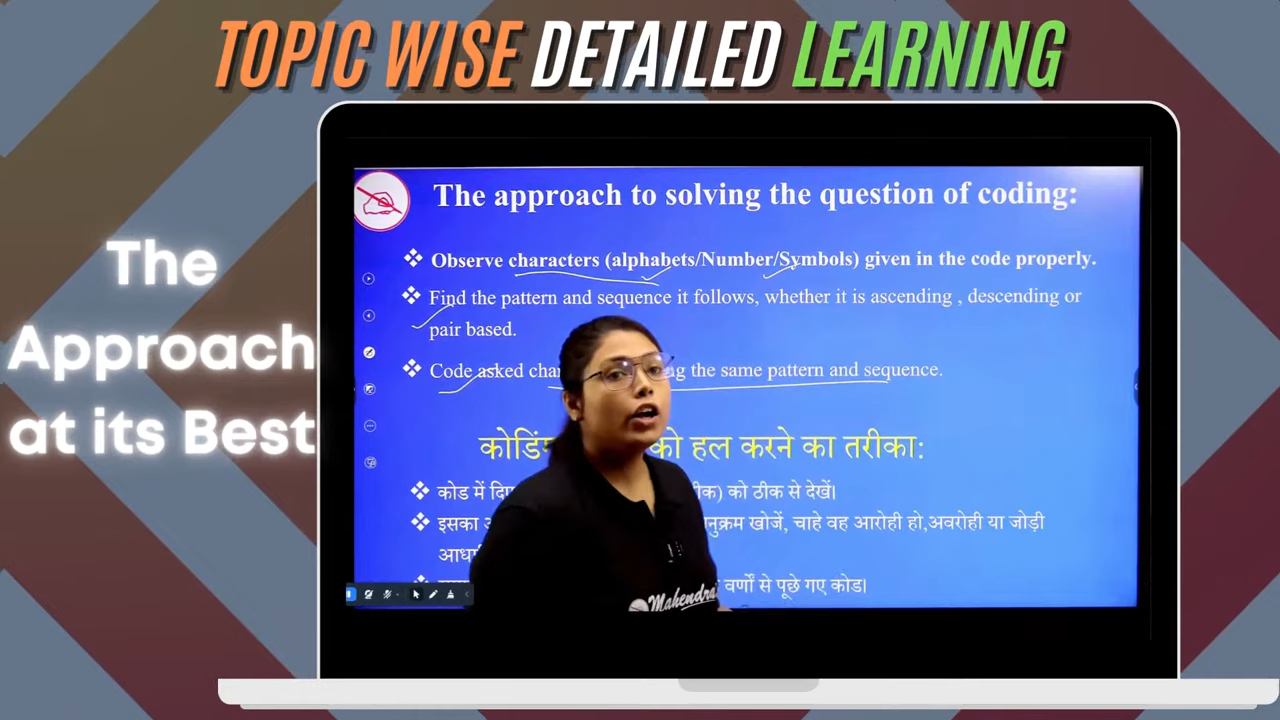 TOPIC WISE DETAILED LEARNING
The
Approach
at its Best
The approach to solving the question of coding:
❖ Observe characters (alphabets/Number/Symbols) given in the code properly.
❖ Find the pattern and sequence it follows, whether it is ascending , descending or
pair based.
❖ Code asked the same pattern and sequence.
को हल करने का तरीका:
❖ कोड में को ठीक से देखें।
❖ इसका खोजें, चाहे वह आरोही हो,अवरोही या जोड़ी
वर्णों से पूछे गए कोड।
Mahendra